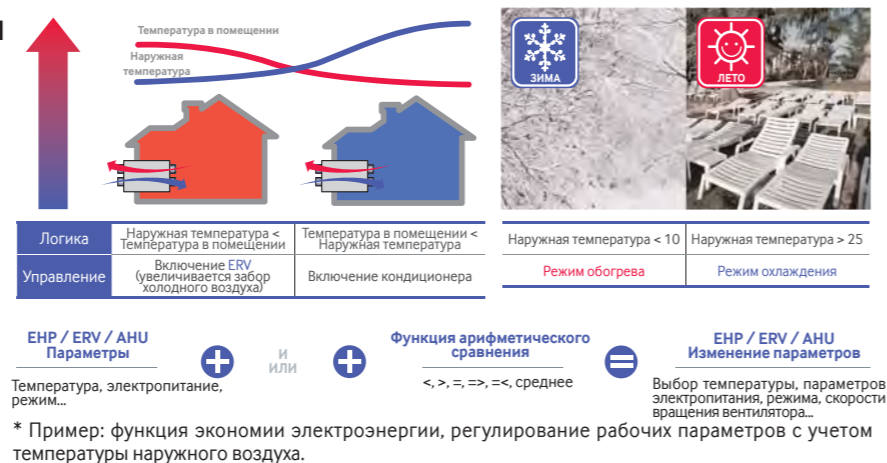 Температура в помещении
Наружная
температура
ЗИМА
ЛЕТО
Логика
Наружная температура <
Температура в помещении
Температура в помещении <
Наружная температура
Наружная температура < 10
Наружная температура > 25
Управление
Включение ERV
(увеличивается забор
холодного воздуха)
Включение кондиционера
Режим обогрева
Режим охлаждения
EHP / ERV / AHU
Параметры
Температура, электропитание,
режим...
+
И
ИЛИ
+
Функция арифметического
сравнения
<, >, =, =>, =<, среднее
=
EHP / ERV / AHU
Изменение параметров
Выбор температуры, параметров
электропитания, режима, скорости
вращения вентилятора...
* Пример: функция экономии электроэнергии, регулирование рабочих параметров с учетом
температуры наружного воздуха.